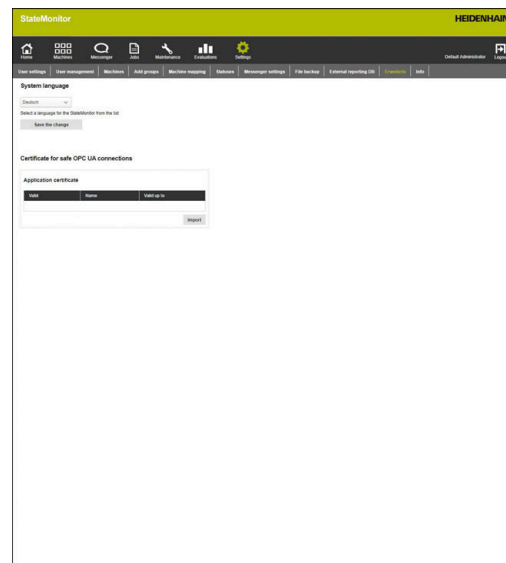 StateMonitor
HEIDENHAIN
Home Machines Messenger Jobs Maintenance Evaluations Settings Default Administrator Logout
User settings User management Machines Add groups Machine mapping Statuses Messenger settings File backup External reporting DB Info
System language
Deutsch
Select a language for the StateMonitor from the list
Save the change
Certificate for safe OPC UA connections
Application certificate
Valid Name Valid up to
Import